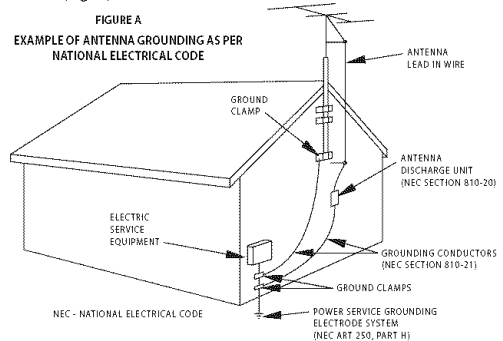 FIGURE A
EXAMPLE OF ANTENNA GROUNDING AS PER
NATIONAL ELECTRICAL CODE
ANTENNA
LEAD IN WIRE
GROUND
CLAMP
ANTENNA
DISCHARGE UNIT
(NEC SECTION 810-20)
ELECTRIC
SERVICE
EQUIPMENT
GROUNDING CONDUCTORS
(NEC SECTION 810-21)
GROUND CLAMPS
NEC - NATIONAL ELECTRICAL CODE
POWER SERVICE GROUNDING
ELECTRODE SYSTEM
(NEC ART 250, PART H)